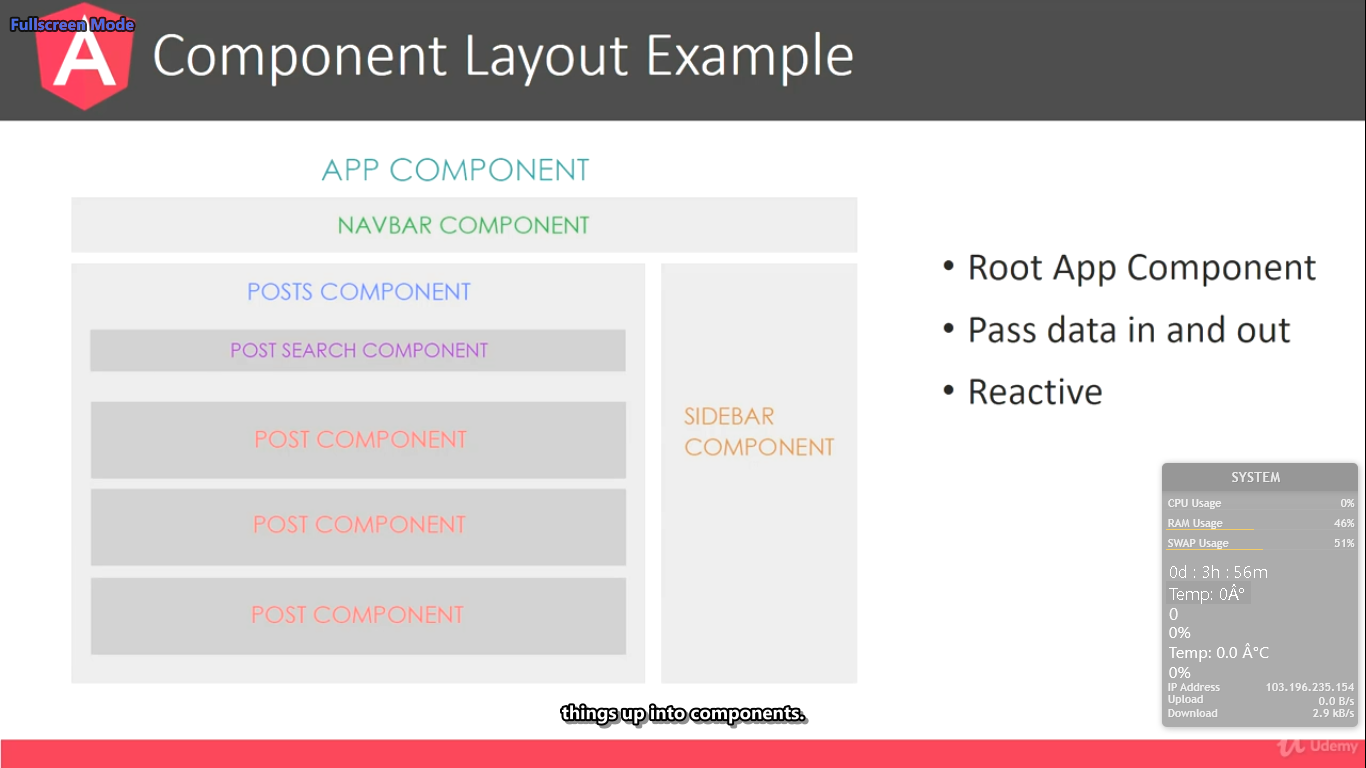 Fullscreen Mode
A
Component Layout Example
APP COMPONENT
NAVBAR COMPONENT
POSTS COMPONENT
POST SEARCH COMPONENT
POST COMPONENT
POST COMPONENT
POST COMPONENT
SIDEBAR
COMPONENT
• Root App Component
• Pass data in and out
• Reactive
SYSTEM
CPU Usage 0%
RAM Usage 46%
SWAP Usage 51%
0d : 3h : 56m
Temp: 0Â°
0
0%
Temp: 0.0 Â°C
0%
IP Address 103.196.235.154
Upload 0.0 B/s
Download 2.9 kB/s
things up into components.
Udemy